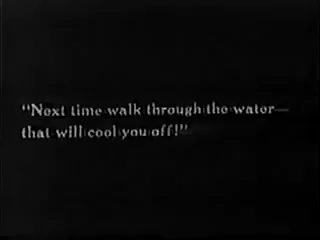 "Next time walk through the water—
that will cool you off!"